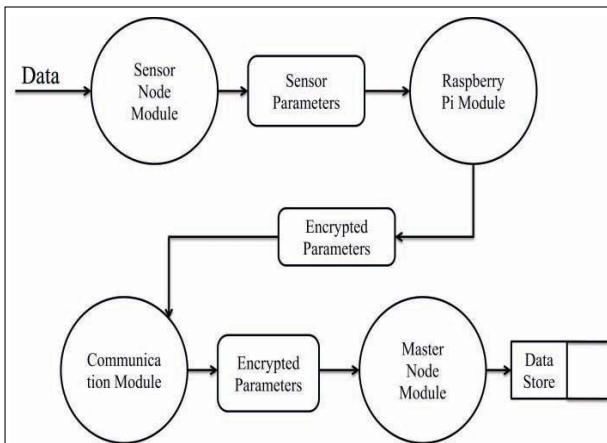 Data
Sensor
Node
Module
Sensor
Parameters
Raspberry
Pi Module
Encrypted
Parameters
Communica
tion Module
Encrypted
Parameters
Master
Node
Module
Data
Store